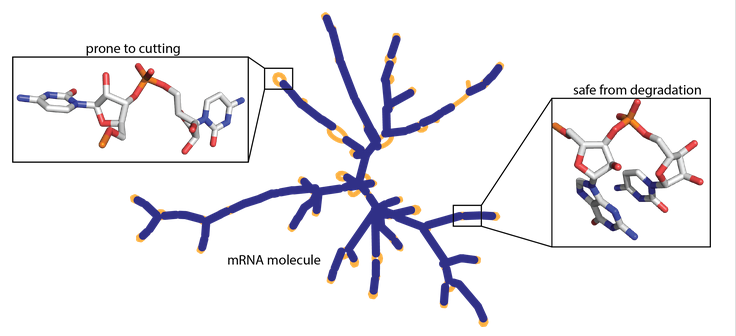 prone to cutting
safe from degradation
mRNA molecule